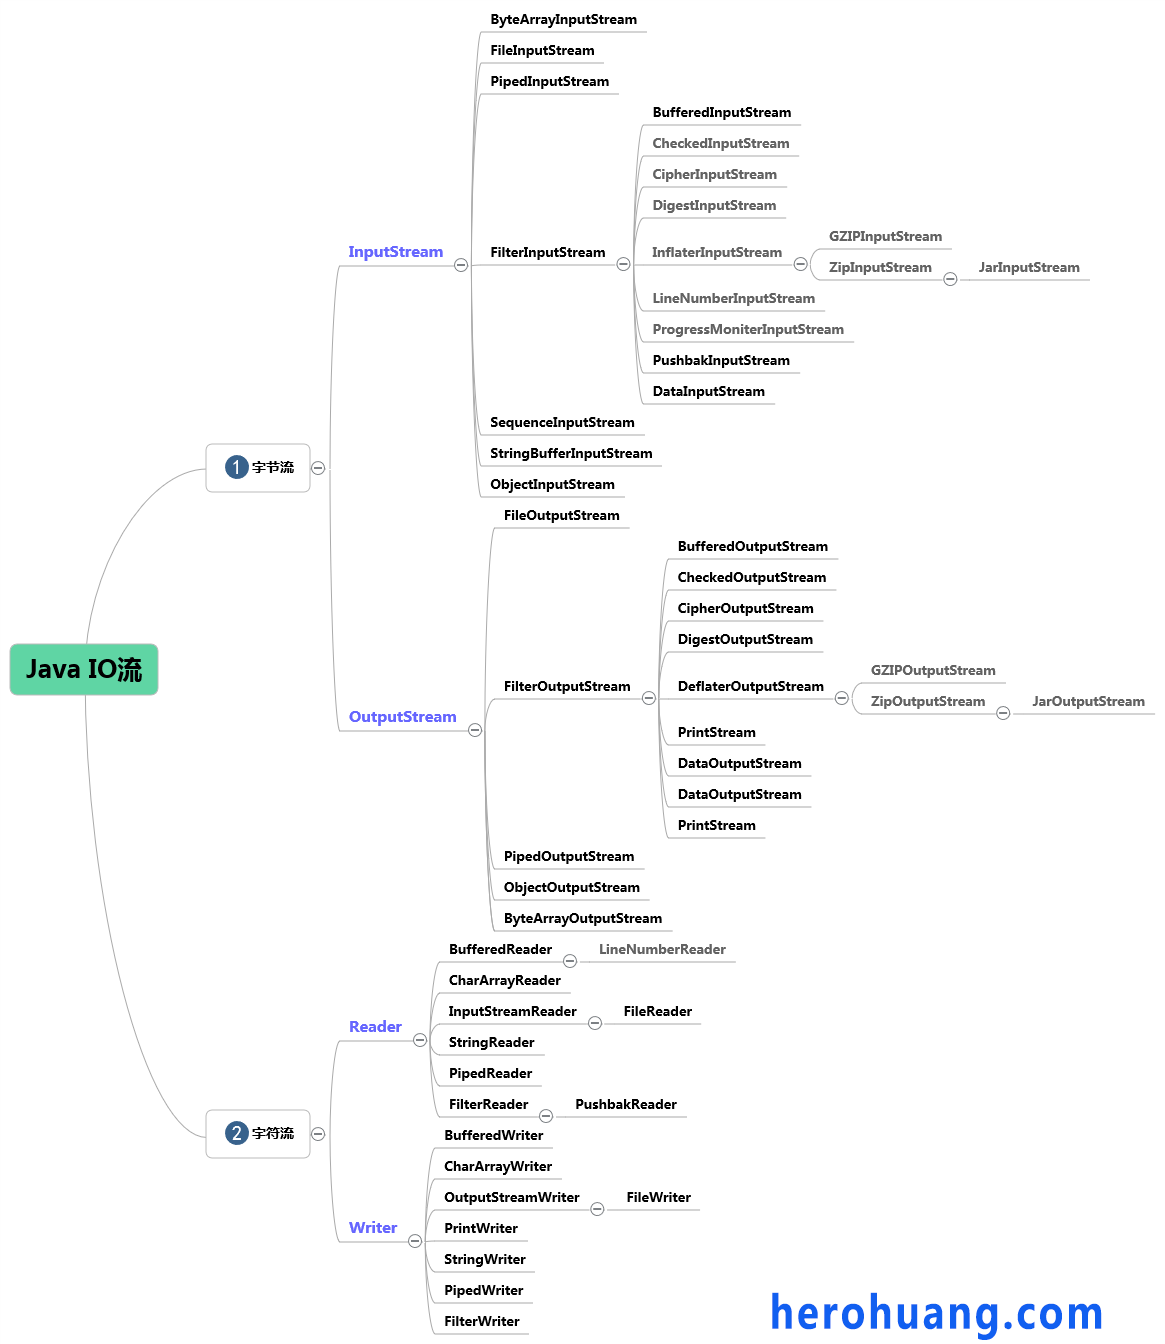 ByteArrayInputStream
FileInputStream
PipedInputStream
BufferedInputStream
CheckedInputStream
CipherInputStream
DigestInputStream
GZIPInputStream
InputStream
FilterInputStream
InflaterInputStream
ZipInputStream
JarInputStream
LineNumberInputStream
ProgressMoniterInputStream
PushbakInputStream
DataInputStream
SequenceInputStream
StringBufferInputStream
1 字节流
ObjectInputStream
FileOutputStream
BufferedOutputStream
CheckedOutputStream
CipherOutputStream
DigestOutputStream
Java IO流
GZIPOutputStream
FilterOutputStream
DeflaterOutputStream
ZipOutputStream
JarOutputStream
OutputStream
PrintStream
DataOutputStream
DataOutputStream
PrintStream
PipedOutputStream
ObjectOutputStream
ByteArrayOutputStream
BufferedReader
LineNumberReader
CharArrayReader
InputStreamReader
FileReader
Reader
StringReader
PipedReader
FilterReader
PushbakReader
2 字符流
BufferedWriter
CharArrayWriter
OutputStreamWriter
FileWriter
Writer
PrintWriter
StringWriter
PipedWriter
FilterWriter
herohuang.com